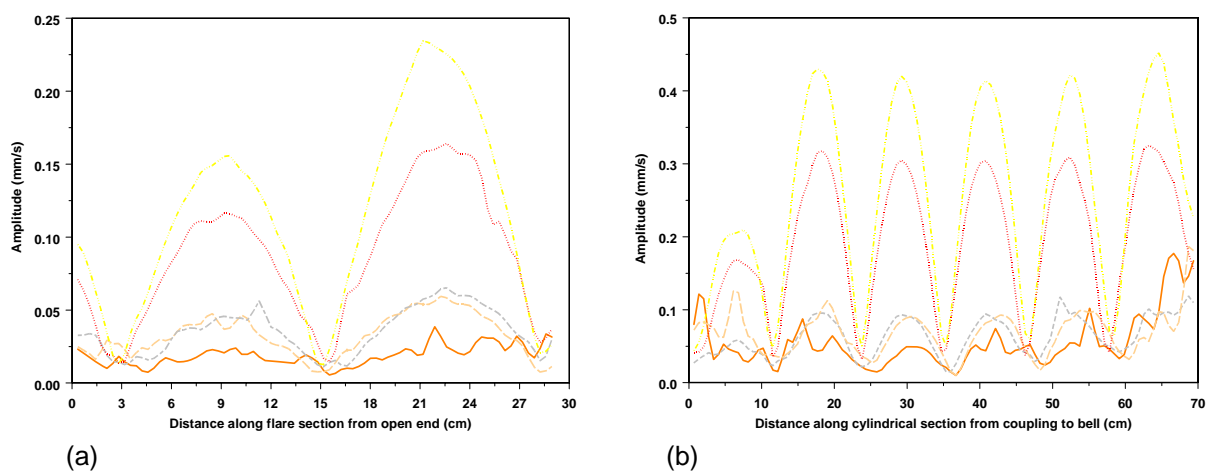 0.25
0.20
0.15
0.10
0.05
0.00
Amplitude (mm/s)
0 3 6 9 12 15 18 21 24 27 30
Distance along flare section from open end (cm)
(a)
0.5
0.4
0.3
0.2
0.1
0.0
Amplitude (mm/s)
0 10 20 30 40 50 60 70
Distance along cylindrical section from coupling to bell (cm)
(b)